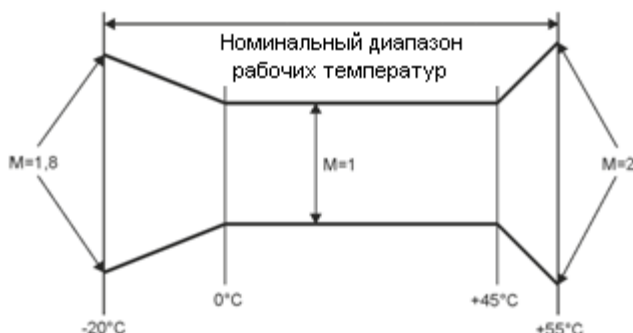 Номинальный диапазон
рабочих температур
M=1,8
M=1
M=2
0°C
+45°C
-20°C
+55°C